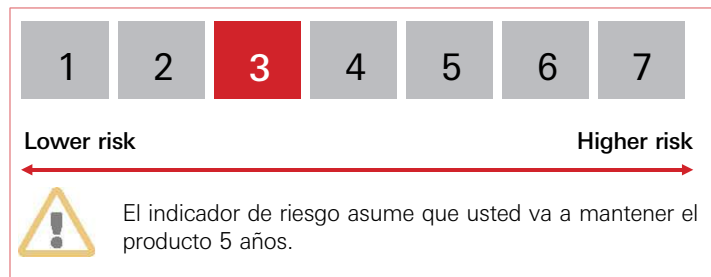 1 2 3 4 5 6 7
Lower risk Higher risk
El indicador de riesgo asume que usted va a mantener el
producto 5 años.